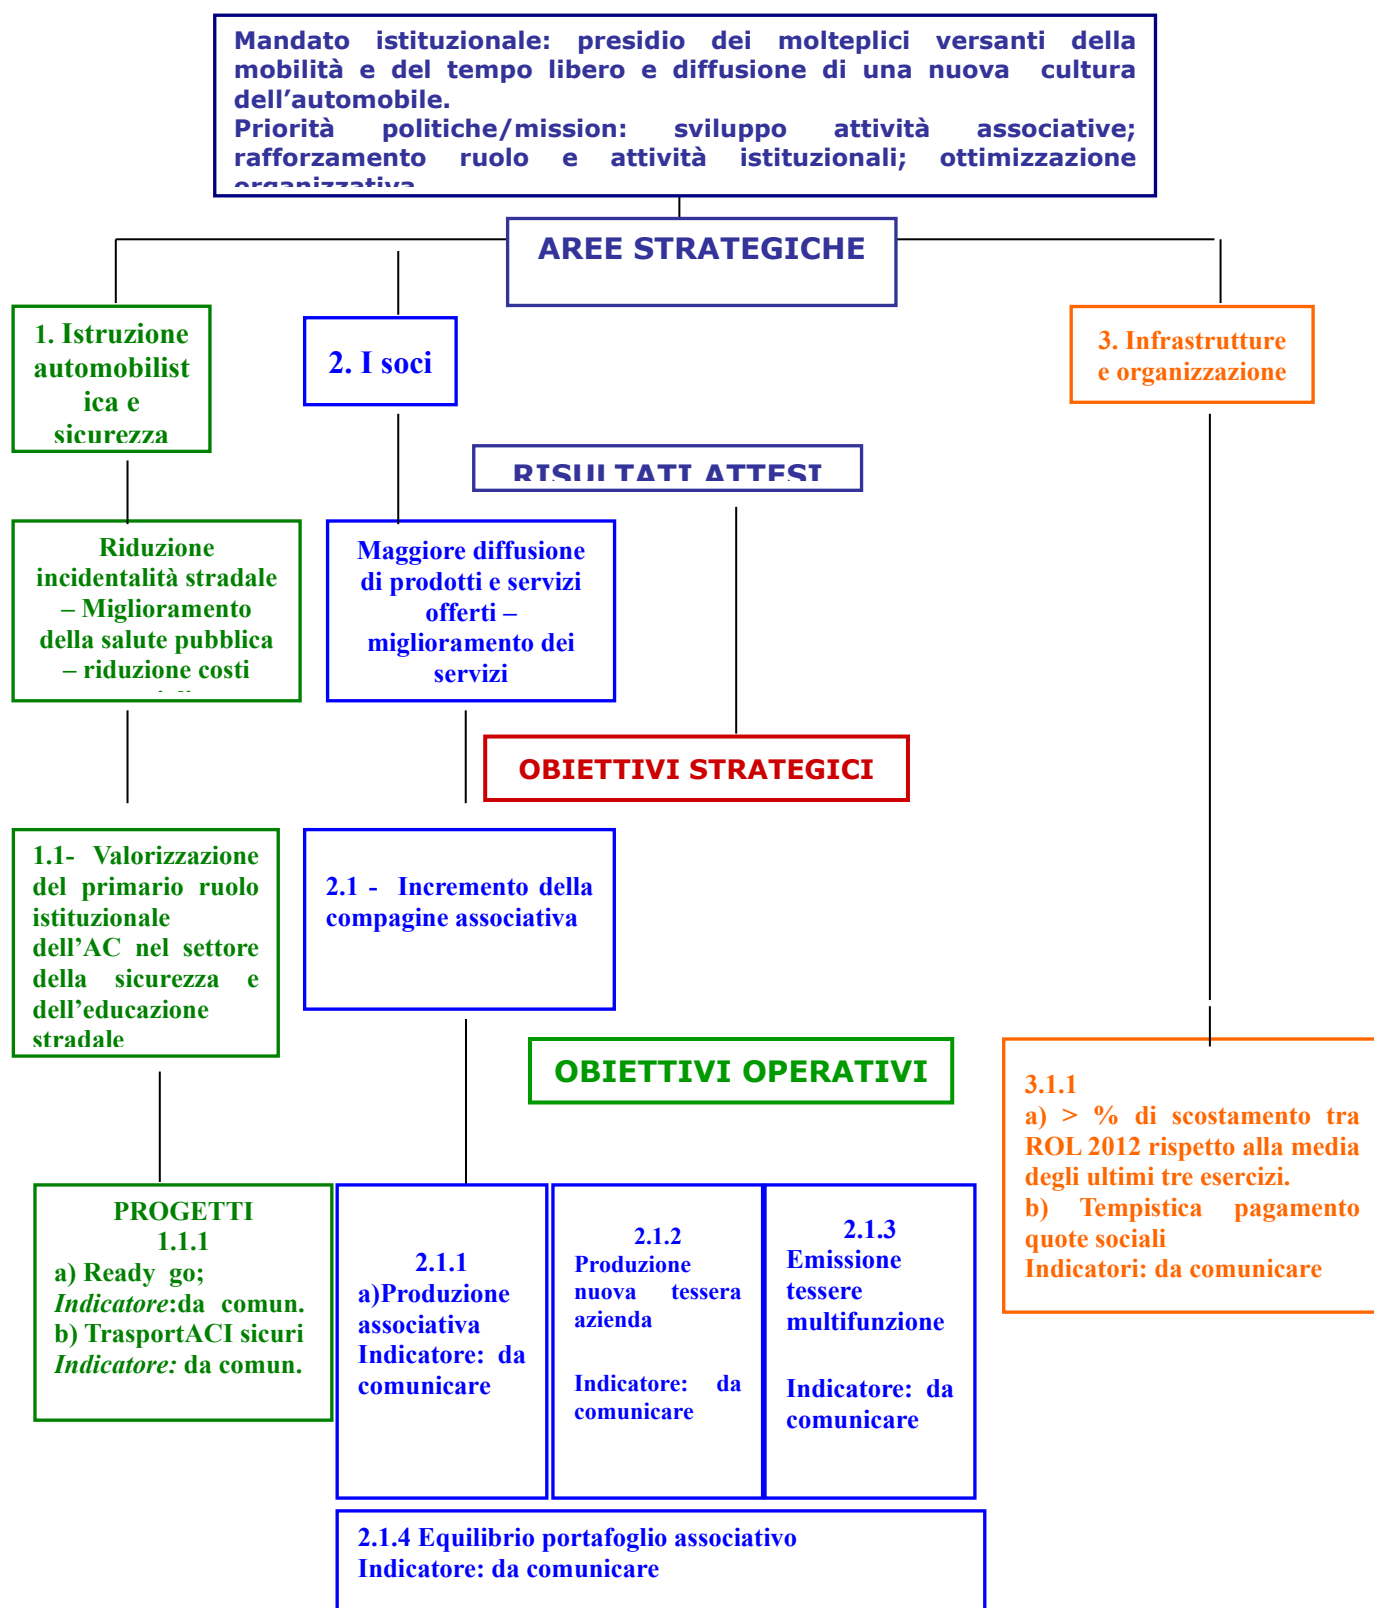 Mandato istituzionale: presidio dei molteplici versanti della
mobilità e del tempo libero e diffusione di una nuova cultura
dell’automobile.
Priorità politiche/mission: sviluppo attività associative;
rafforzamento ruolo e attività istituzionali; ottimizzazione
organizzativa
AREE STRATEGICHE
1. Istruzione
automobilist
ica e
sicurezza
2. I soci
3. Infrastrutture
e organizzazione
RISULTATI ATTESI
Riduzione
incidentalità stradale
– Miglioramento
della salute pubblica
– riduzione costi
Maggiore diffusione
di prodotti e servizi
offerti –
miglioramento dei
servizi
OBIETTIVI STRATEGICI
1.1- Valorizzazione
del primario ruolo
istituzionale
dell’AC nel settore
della sicurezza e
dell’educazione
stradale
2.1 - Incremento della
compagine associativa
OBIETTIVI OPERATIVI
3.1.1
a) > % di scostamento tra
ROL 2012 rispetto alla media
degli ultimi tre esercizi.
b) Tempistica pagamento
quote sociali
Indicatori: da comunicare
PROGETTI
1.1.1
a) Ready go;
Indicatore:da comun.
b) TrasportACI sicuri
Indicatore: da comun.
2.1.1
a)Produzione
associativa
Indicatore: da
comunicare
2.1.2
Produzione
nuova tessera
azienda
Indicatore: da
comunicare
2.1.3
Emissione
tessere
multifunzione
Indicatore: da
comunicare
2.1.4 Equilibrio portafoglio associativo
Indicatore: da comunicare